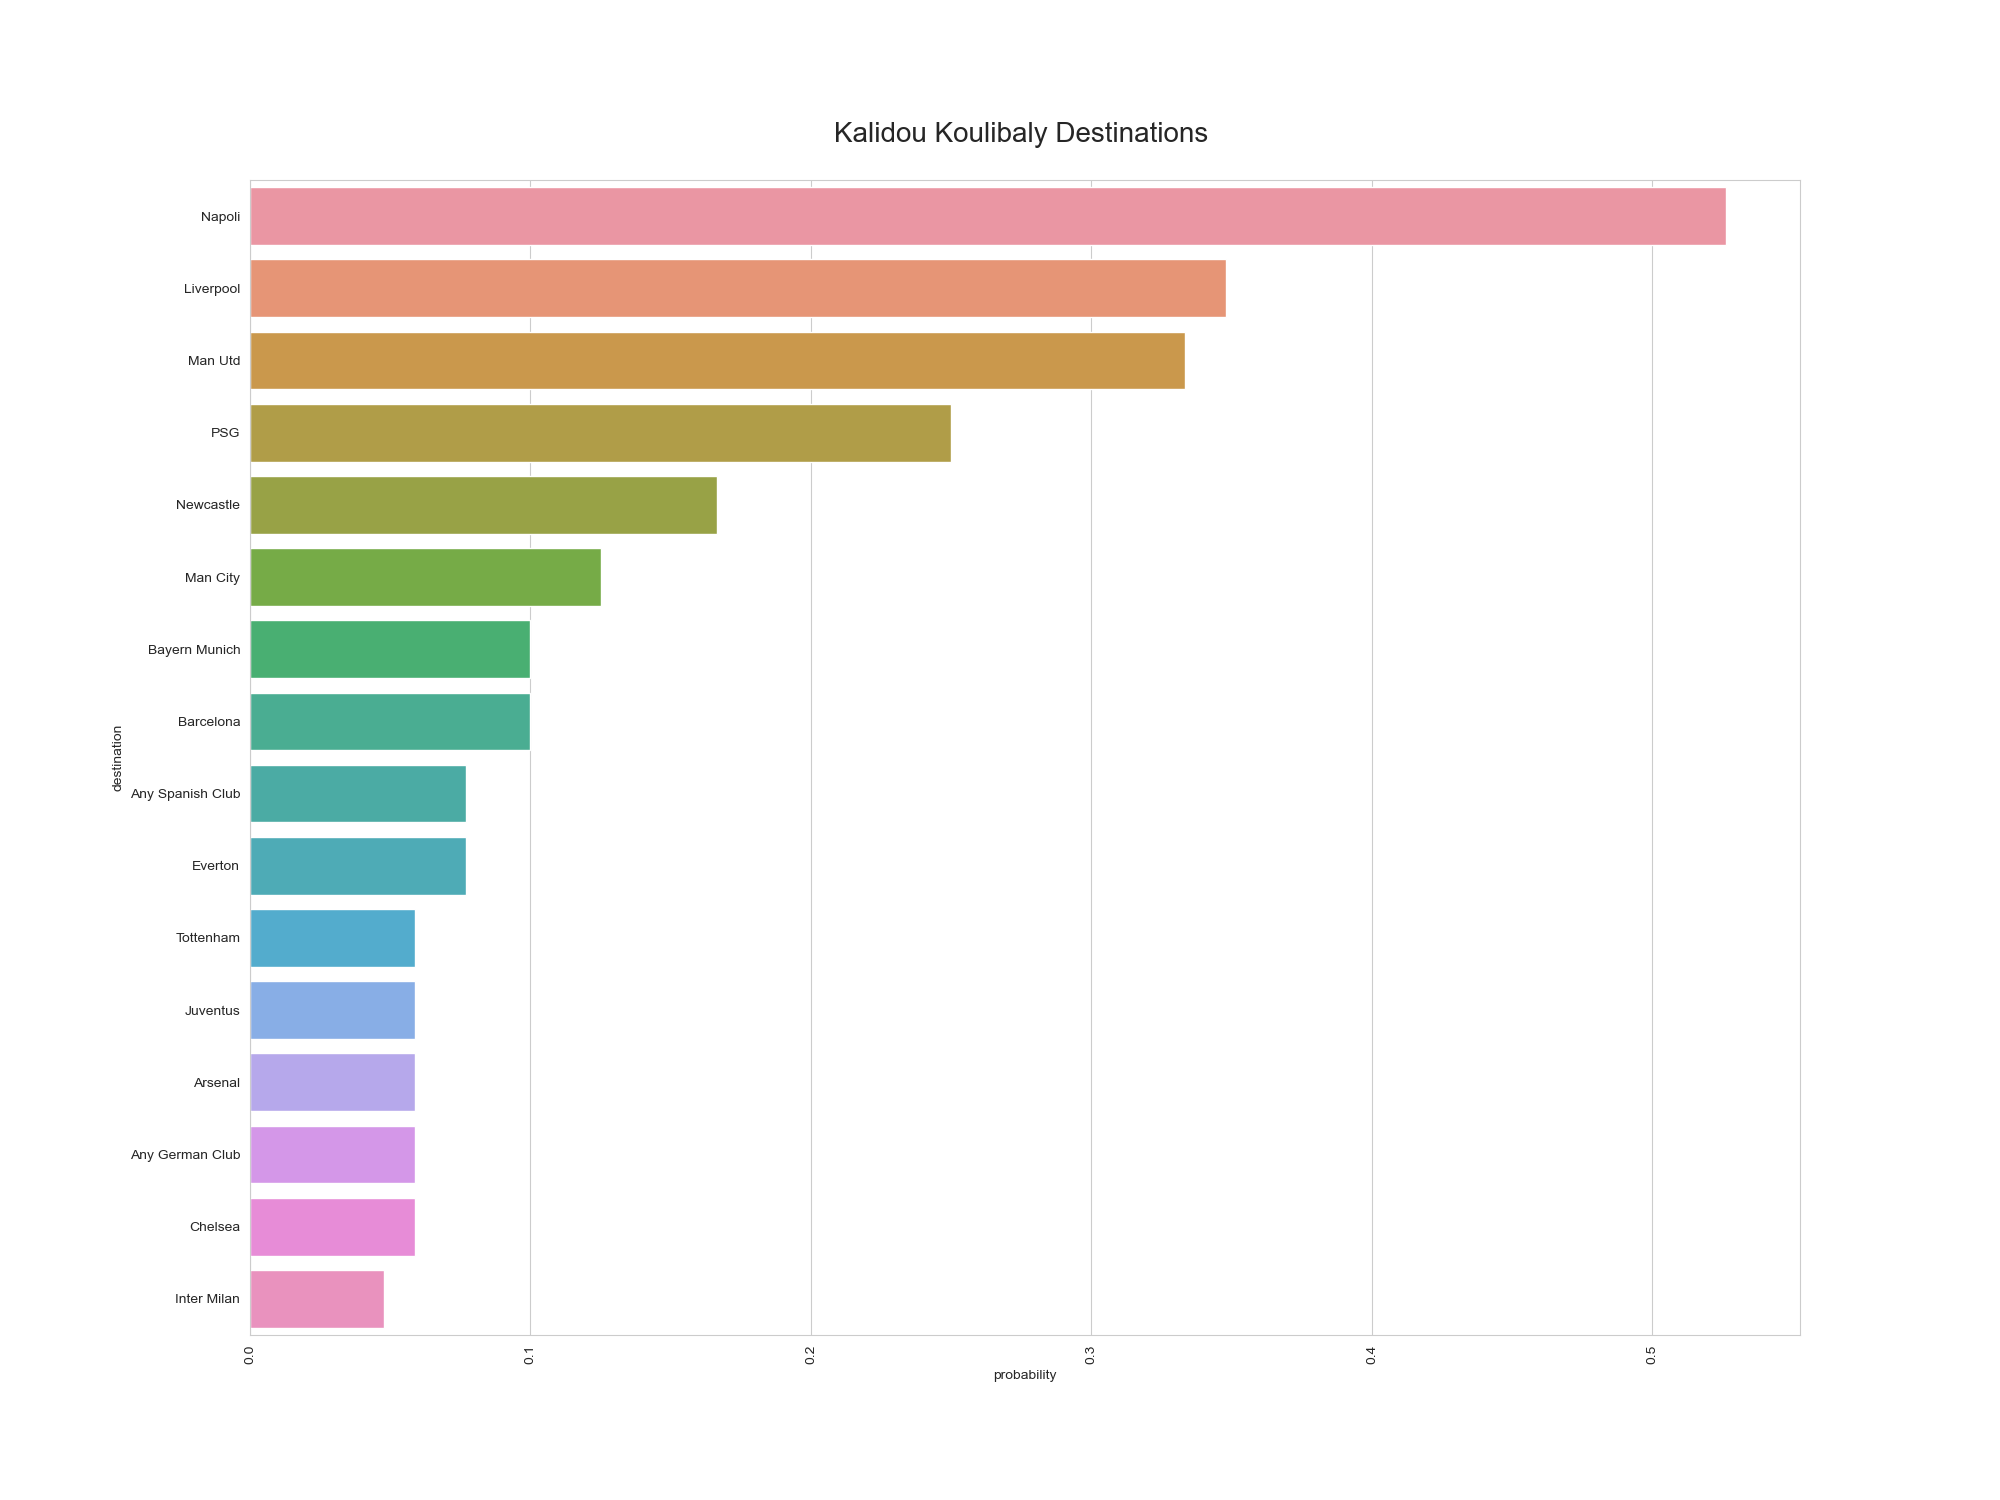 Kalidou Koulibaly Destinations
Napoli
Liverpool
Man Utd
PSG
Newcastle
Man City
Bayern Munich
Barcelona
Any Spanish Club
Everton
Tottenham
Juventus
Arsenal
Any German Club
Chelsea
Inter Milan
destination
0.0
0.1
0.2
0.3
0.4
0.5
probability